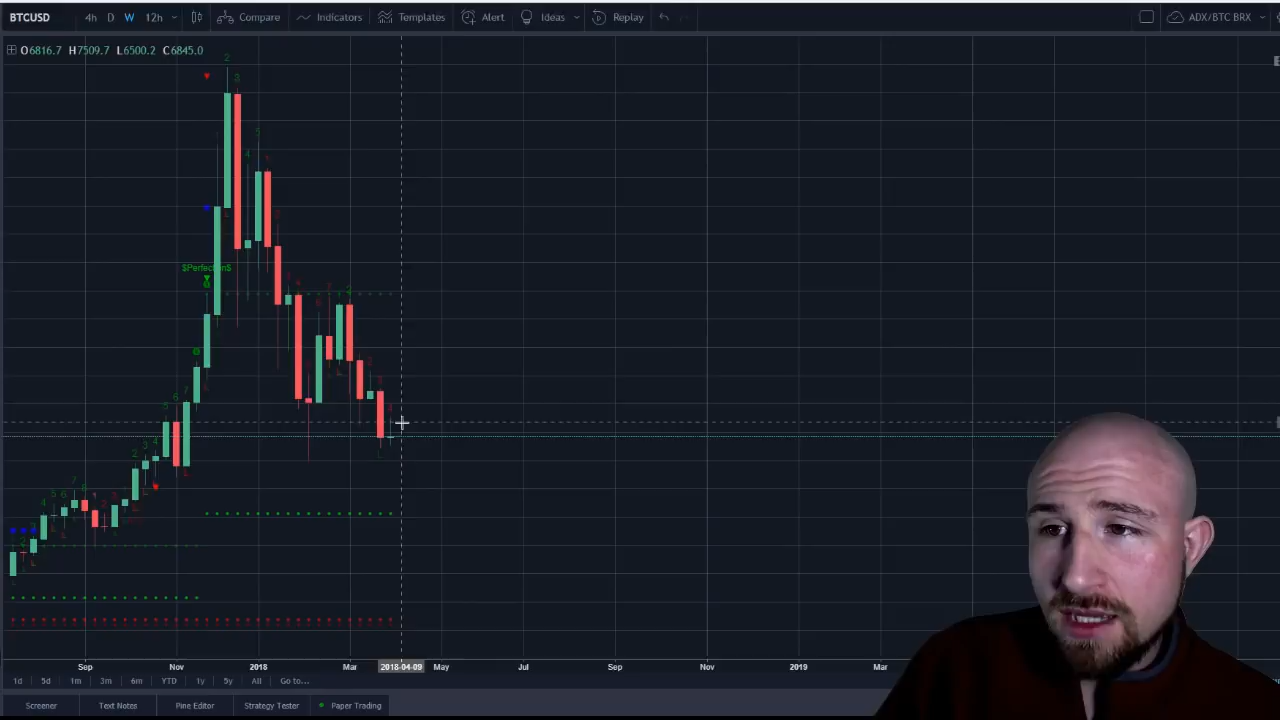 BTCUSD 4h D W 12h Compare Indicators Templates Alert Ideas Replay ADX/BTC BRX
O6816.7 H7509.7 L6500.2 C6845.0
$Perfection$
Sep Nov 2018 Mar 2018-04-09 May Jul Sep Nov 2019 Mar
1d 5d 1m 3m 6m YTD 1y 5y All Go to...
Screener Text Notes Pine Editor Strategy Tester Paper Trading